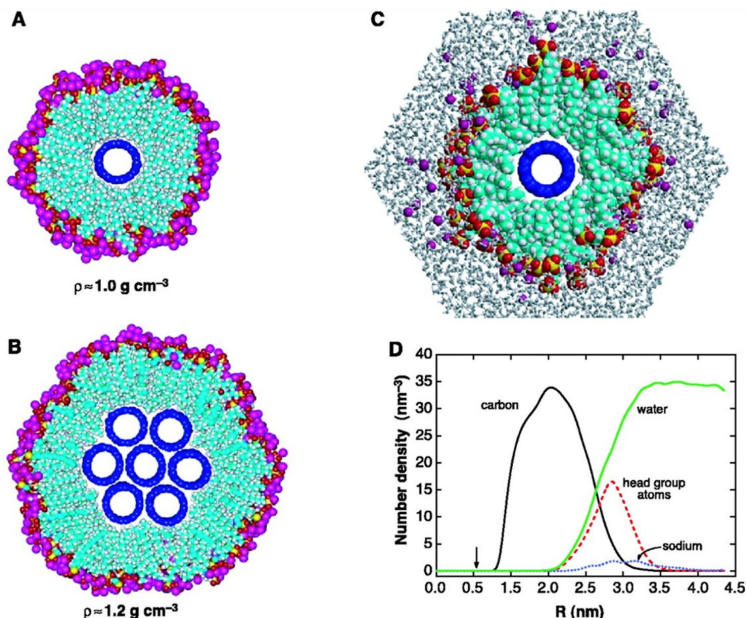 A
ρ≈1.0 g cm⁻³
B
ρ≈1.2 g cm⁻³
C
D
Number density (nm⁻³)
40
35
30
25
20
15
10
5
0
carbon
water
head group
atoms
sodium
0.0 0.5 1.0 1.5 2.0 2.5 3.0 3.5 4.0 4.5
R (nm)